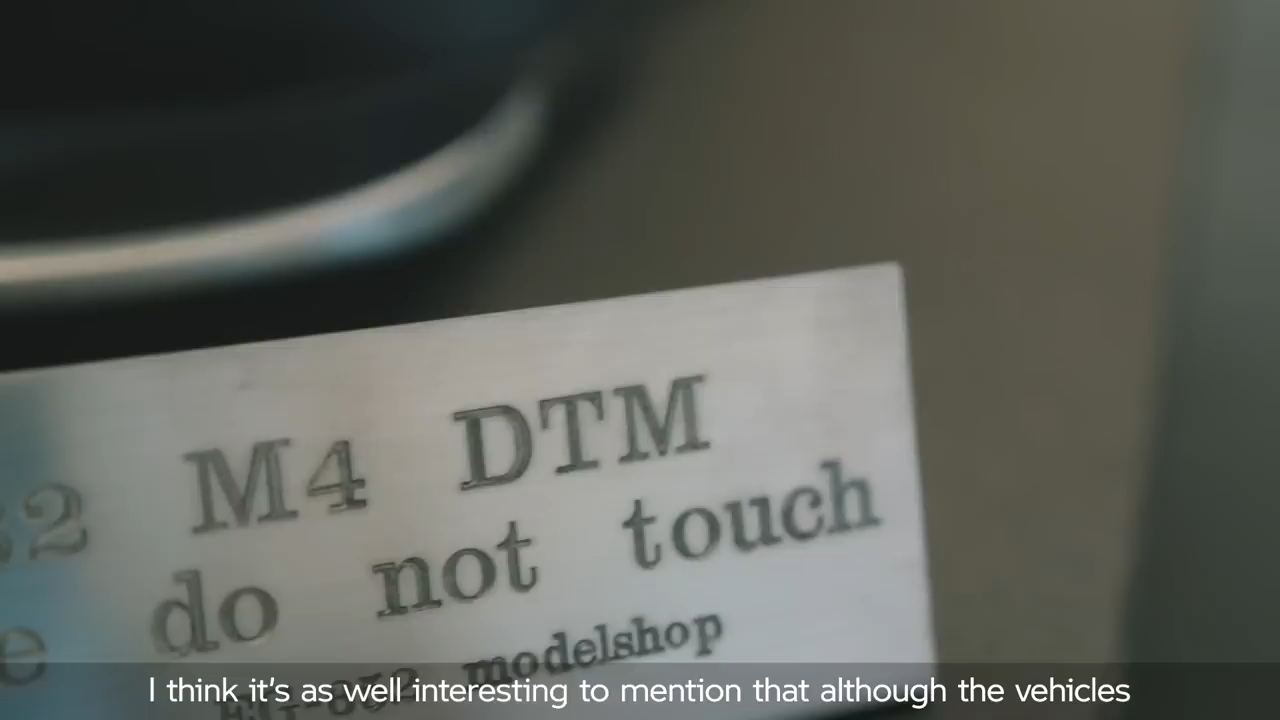 M4 DTM
do not touch
modelshop
I think it's as well interesting to mention that although the vehicles